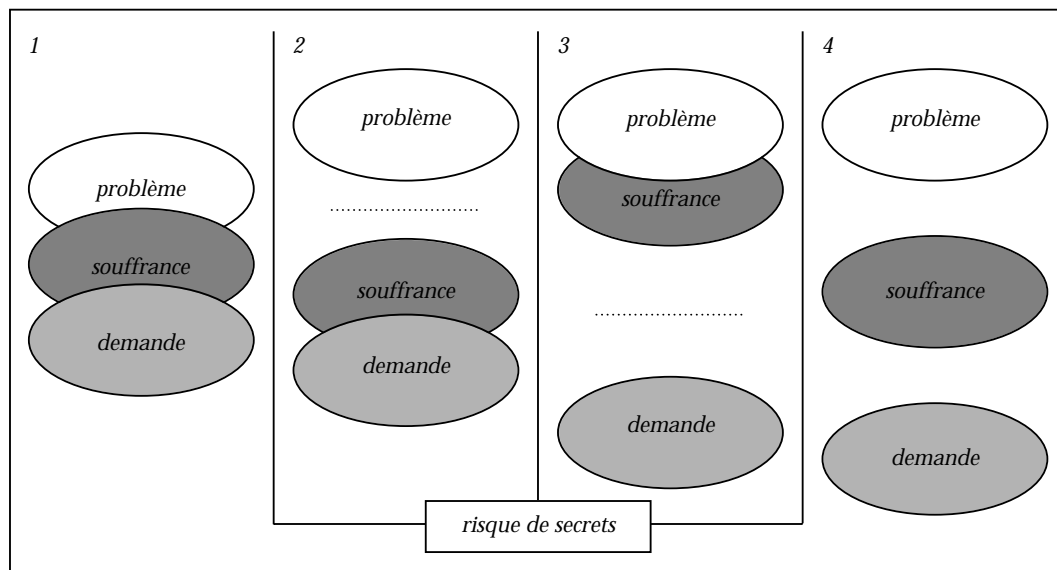 1
problème
souffrance
demande
2
problème
souffrance
demande
3
problème
souffrance
demande
4
problème
souffrance
demande
risque de secrets